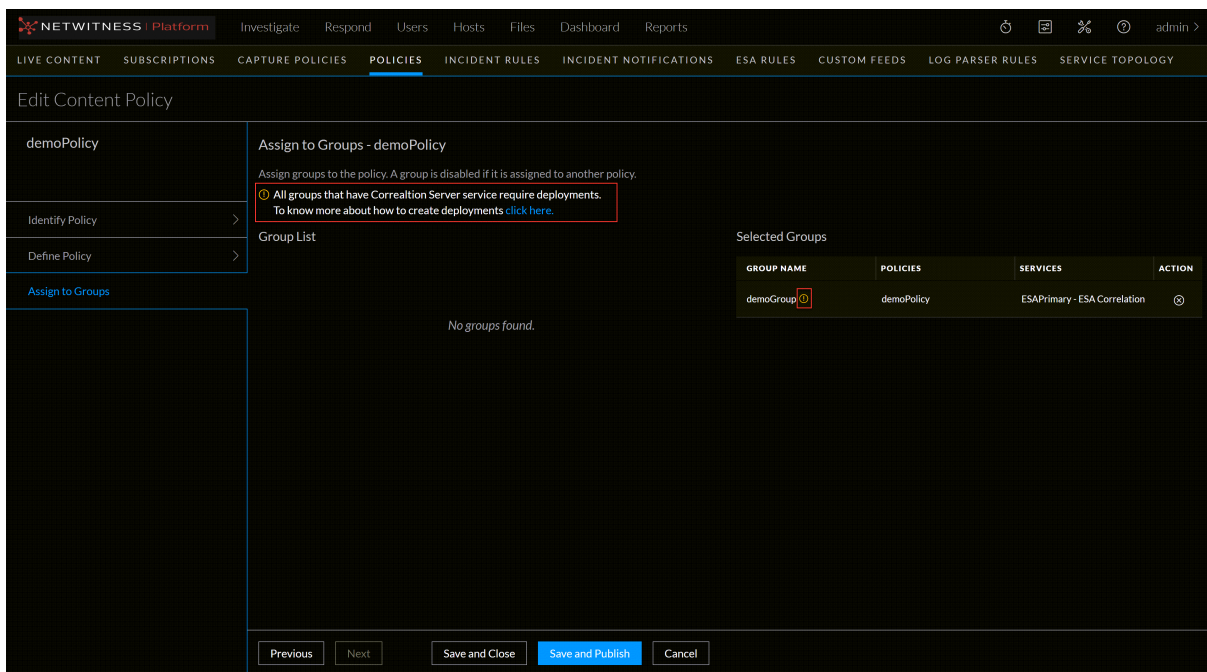 NETWITNESS | Platform Investigate Respond Users Hosts Files Dashboard Reports admin >
LIVE CONTENT SUBSCRIPTIONS CAPTURE POLICIES POLICIES INCIDENT RULES INCIDENT NOTIFICATIONS ESA RULES CUSTOM FEEDS LOG PARSER RULES SERVICE TOPOLOGY
Edit Content Policy
demoPolicy
Identify Policy
Define Policy
Assign to Groups
Assign to Groups - demoPolicy
Assign groups to the policy. A group is disabled if it is assigned to another policy.
All groups that have Correaltion Server service require deployments.
To know more about how to create deployments click here.
Group List
No groups found.
Selected Groups
GROUP NAME POLICIES SERVICES ACTION
demoGroup demoPolicy ESAPrimary - ESA Correlation
Previous Next Save and Close Save and Publish Cancel